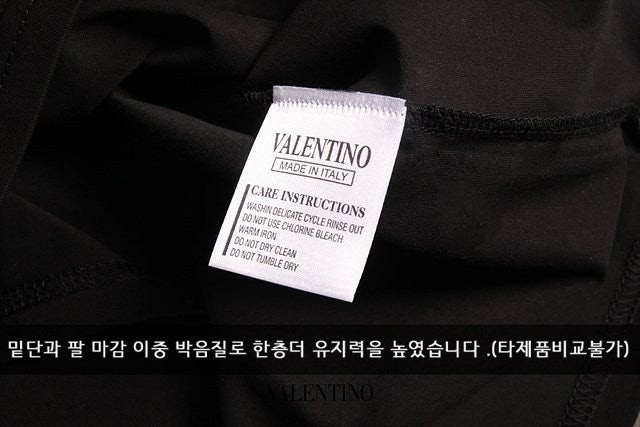 VALENTINO
MADE IN ITALY
CARE INSTRUCTIONS
WASHIN DELICATE CYCLE RINSE OUT
DO NOT USE CHLORINE BLEACH
WARM IRON
DO NOT DRY CLEAN
DO NOT TUMBLE DRY
밑단과 팔 마감 이중 박음질로 한층더 유지력을 높였습니다 .(타제품비교불가)
VALENTINO